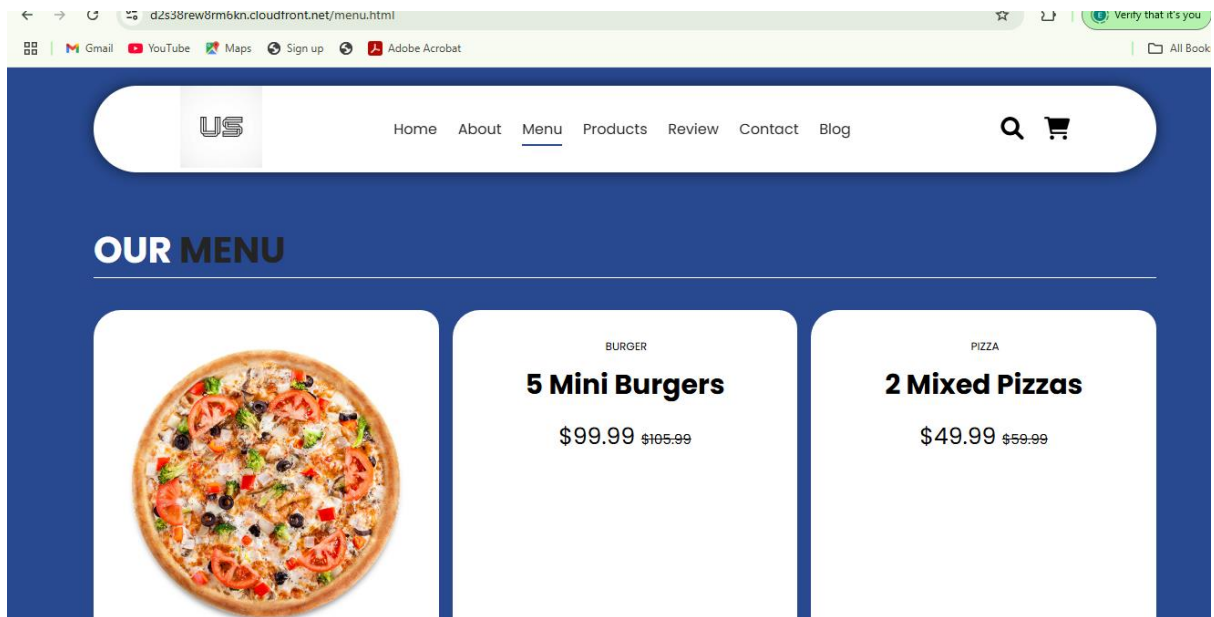 d2s38rew8rm6kn.cloudfront.net/menu.html
Verify that it's you
Gmail YouTube Maps Sign up Adobe Acrobat
All Book
US
Home About Menu Products Review Contact Blog
OUR MENU
BURGER
5 Mini Burgers
$99.99 $105.99
PIZZA
2 Mixed Pizzas
$49.99 $59.99